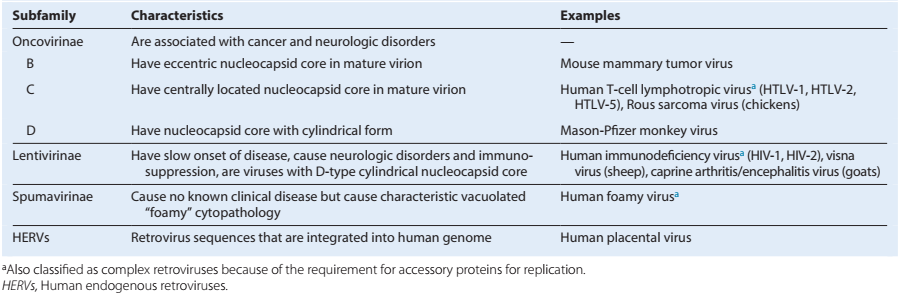 Subfamily Characteristics Examples
Oncovirinae Are associated with cancer and neurologic disorders —
B Have eccentric nucleocapsid core in mature virion Mouse mammary tumor virus
C Have centrally located nucleocapsid core in mature virion Human T-cell lymphotropic virusᵃ (HTLV-1, HTLV-2,
HTLV-5), Rous sarcoma virus (chickens)
D Have nucleocapsid core with cylindrical form Mason-Pfizer monkey virus
Lentivirinae Have slow onset of disease, cause neurologic disorders and immuno- Human immunodeficiency virusᵃ (HIV-1, HIV-2), visna
suppression, are viruses with D-type cylindrical nucleocapsid core virus (sheep), caprine arthritis/encephalitis virus (goats)
Spumavirinae Cause no known clinical disease but cause characteristic vacuolated Human foamy virusᵃ
“foamy” cytopathology
HERVs Retrovirus sequences that are integrated into human genome Human placental virus
ᵃAlso classified as complex retroviruses because of the requirement for accessory proteins for replication.
HERVs, Human endogenous retroviruses.